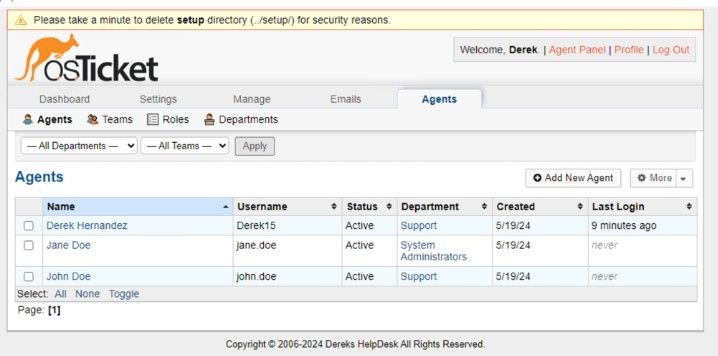 Please take a minute to delete setup directory (../setup/) for security reasons.
osTicket
Welcome, Derek. | Agent Panel | Profile | Log Out
Dashboard Settings Manage Emails Agents
Agents Teams Roles Departments
— All Departments — — All Teams — Apply
Agents
Add New Agent More
Name Username Status Department Created Last Login
Derek Hernandez Derek15 Active Support 5/19/24 9 minutes ago
Jane Doe jane.doe Active System Administrators 5/19/24 never
John Doe john.doe Active Support 5/19/24 never
Select: All None Toggle
Page: [1]
Copyright © 2006-2024 Dereks HelpDesk All Rights Reserved.